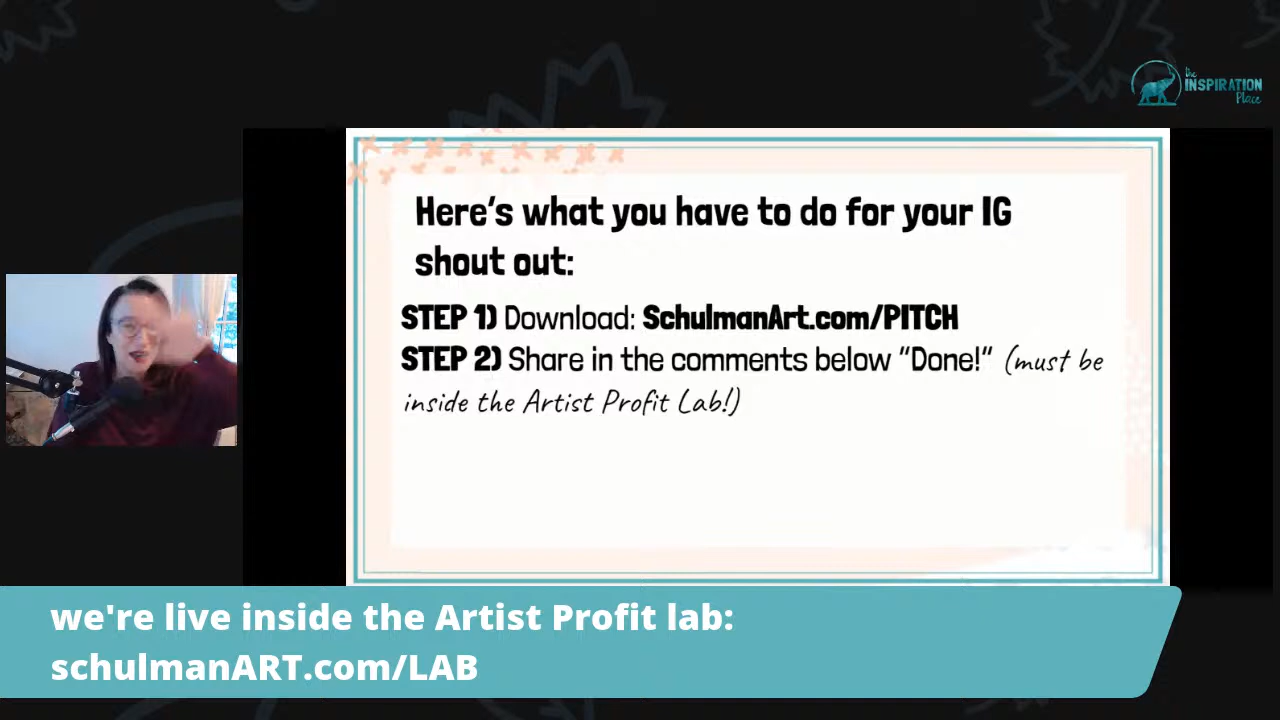 the
INSPIRATION
Place
Here's what you have to do for your IG
shout out:
STEP 1) Download: SchulmanArt.com/PITCH
STEP 2) Share in the comments below “Done!” (must be
inside the Artist Profit Lab!)
we're live inside the Artist Profit lab:
schulmanART.com/LAB